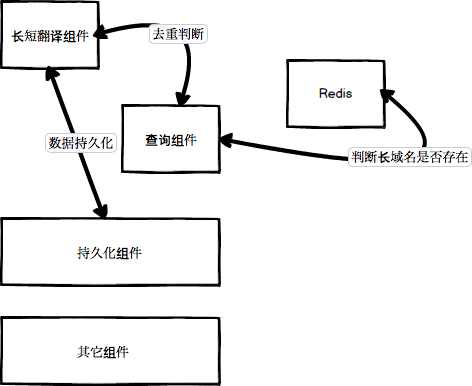 长短翻译组件
去重判断
Redis
数据持久化
查询组件
判断长域名是否存在
持久化组件
其它组件